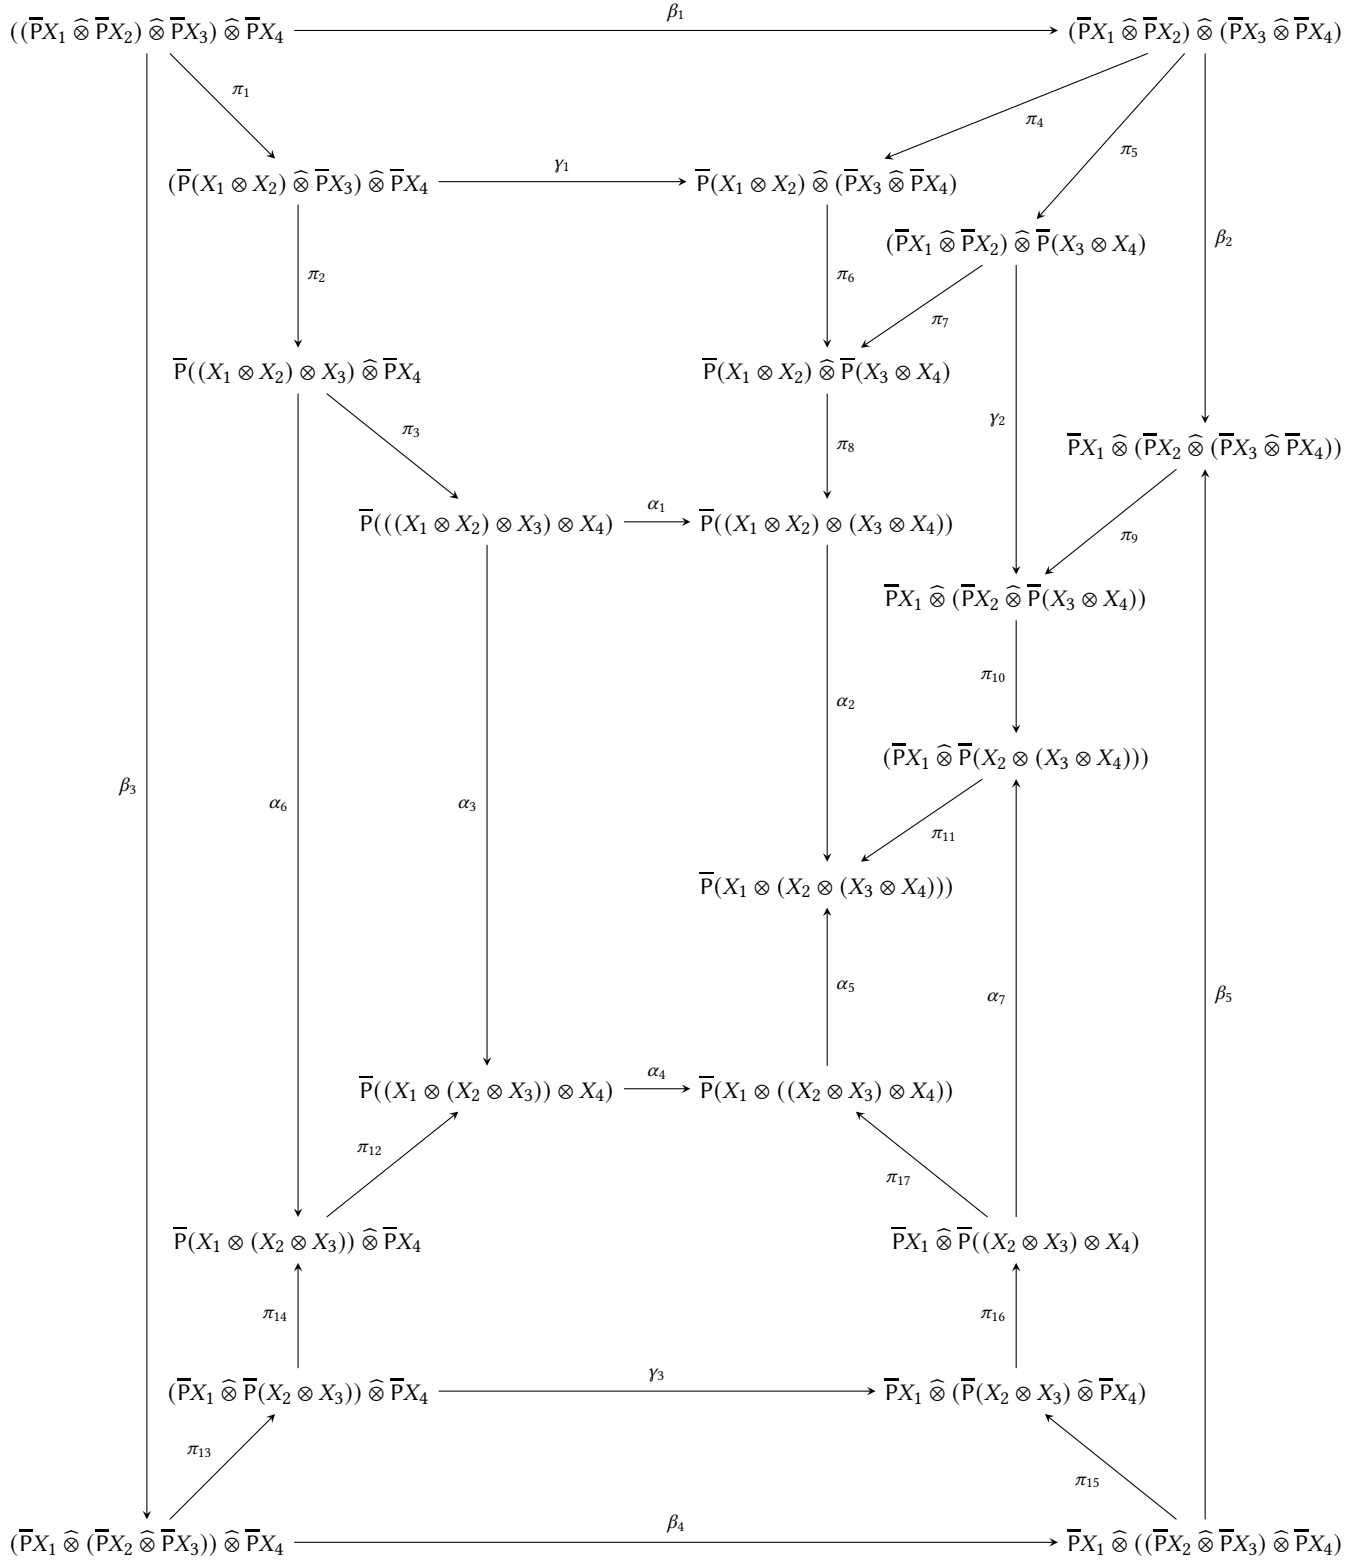 ((P̅X₁ ⊗̂ P̅X₂) ⊗̂ P̅X₃) ⊗̂ P̅X₄
β₁
(P̅X₁ ⊗̂ P̅X₂) ⊗̂ (P̅X₃ ⊗̂ P̅X₄)
π₁
π₄
π₅
(P̅(X₁ ⊗ X₂) ⊗̂ P̅X₃) ⊗̂ P̅X₄
γ₁
P̅(X₁ ⊗ X₂) ⊗̂ (P̅X₃ ⊗̂ P̅X₄)
(P̅X₁ ⊗̂ P̅X₂) ⊗̂ P̅(X₃ ⊗ X₄)
β₂
π₂
π₆
π₇
P̅((X₁ ⊗ X₂) ⊗ X₃) ⊗̂ P̅X₄
P̅(X₁ ⊗ X₂) ⊗̂ P̅(X₃ ⊗ X₄)
π₃
π₈
γ₂
P̅X₁ ⊗̂ (P̅X₂ ⊗̂ (P̅X₃ ⊗̂ P̅X₄))
P̅(((X₁ ⊗ X₂) ⊗ X₃) ⊗ X₄)
α₁
P̅((X₁ ⊗ X₂) ⊗ (X₃ ⊗ X₄))
π₉
P̅X₁ ⊗̂ (P̅X₂ ⊗̂ P̅(X₃ ⊗ X₄))
π₁₀
α₂
(P̅X₁ ⊗̂ P̅(X₂ ⊗ (X₃ ⊗ X₄)))
β₃
α₆
α₃
π₁₁
P̅(X₁ ⊗ (X₂ ⊗ (X₃ ⊗ X₄)))
α₅
α₇
β₅
P̅((X₁ ⊗ (X₂ ⊗ X₃)) ⊗ X₄)
α₄
P̅(X₁ ⊗ ((X₂ ⊗ X₃) ⊗ X₄))
π₁₂
π₁₇
P̅(X₁ ⊗ (X₂ ⊗ X₃)) ⊗̂ P̅X₄
P̅X₁ ⊗̂ P̅((X₂ ⊗ X₃) ⊗ X₄)
π₁₄
π₁₆
(P̅X₁ ⊗̂ P̅(X₂ ⊗ X₃)) ⊗̂ P̅X₄
γ₃
P̅X₁ ⊗̂ (P̅(X₂ ⊗ X₃) ⊗̂ P̅X₄)
π₁₃
π₁₅
(P̅X₁ ⊗̂ (P̅X₂ ⊗̂ P̅X₃)) ⊗̂ P̅X₄
β₄
P̅X₁ ⊗̂ ((P̅X₂ ⊗̂ P̅X₃) ⊗̂ P̅X₄)